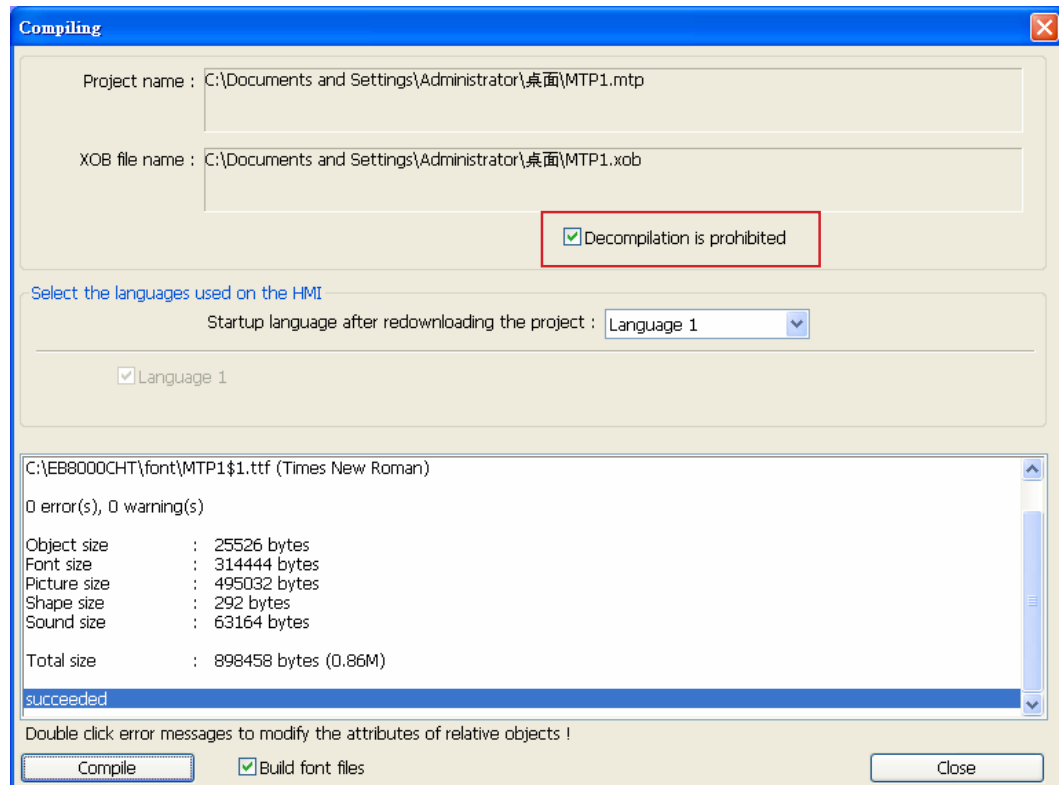 Compiling
Project name : C:\Documents and Settings\Administrator\桌面\MTP1.mtp
XOB file name : C:\Documents and Settings\Administrator\桌面\MTP1.xob
Decompilation is prohibited
Select the languages used on the HMI
Startup language after redownloading the project : Language 1
Language 1
C:\EB8000CHT\font\MTP1$1.ttf (Times New Roman)
0 error(s), 0 warning(s)
Object size : 25526 bytes
Font size : 314444 bytes
Picture size : 495032 bytes
Shape size : 292 bytes
Sound size : 63164 bytes
Total size : 898458 bytes (0.86M)
succeeded
Double click error messages to modify the attributes of relative objects !
Compile Build font files Close